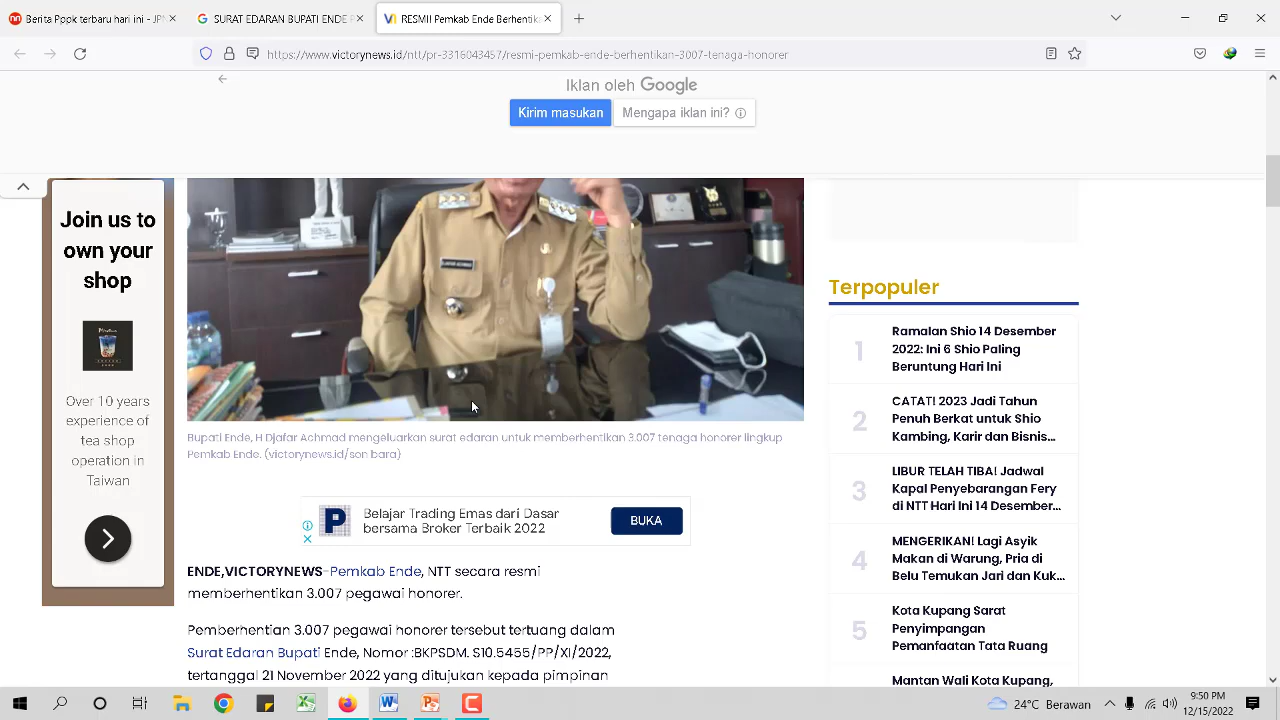 Berita Pppk terbaru hari ini - JPN
SURAT EDARAN BUPATI ENDE P
RESMI! Pemkab Ende Berhentika
https://www.victorynews.id/ntt/pr-3316043457/resmi-pemkab-ende-berhentikan-3007-tenaga-honorer
Iklan oleh Google
Kirim masukan
Mengapa iklan ini?
Join us to
own your
shop
Over 10 years
experience of
tea shop
operation in
Taiwan
Bupati Ende, H Djafar Achmad mengeluarkan surat edaran untuk memberhentikan 3.007 tenaga honorer lingkup
Pemkab Ende. (victorynews.id/son bara)
Belajar Trading Emas dari Dasar
bersama Broker Terbaik 2022
BUKA
ENDE,VICTORYNEWS-Pemkab Ende, NTT secara resmi
memberhentikan 3.007 pegawai honorer.
Pemberhentian 3.007 pegawai honorer tersebut tertuang dalam
Surat Edaran Bupati Ende, Nomor :BKPSDM. S10.5455/PP/XI/2022,
tertanggal 21 November 2022 yang ditujukan kepada pimpinan
Terpopuler
1
Ramalan Shio 14 Desember
2022: Ini 6 Shio Paling
Beruntung Hari Ini
2
CATAT! 2023 Jadi Tahun
Penuh Berkat untuk Shio
Kambing, Karir dan Bisnis...
3
LIBUR TELAH TIBA! Jadwal
Kapal Penyebarangan Fery
di NTT Hari Ini 14 Desember...
4
MENGERIKAN! Lagi Asyik
Makan di Warung, Pria di
Belu Temukan Jari dan Kuk...
5
Kota Kupang Sarat
Penyimpangan
Pemanfaatan Tata Ruang
Mantan Wali Kota Kupang,
24°C Berawan
9:50 PM
12/15/2022